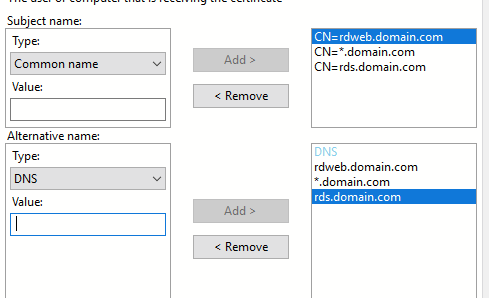 The user or computer that is receiving the certificate
Subject name:
Type:
Common name
Value:
Add >
< Remove
CN=rdweb.domain.com
CN=*.domain.com
CN=rds.domain.com
Alternative name:
Type:
DNS
Value:
Add >
< Remove
DNS
rdweb.domain.com
*.domain.com
rds.domain.com